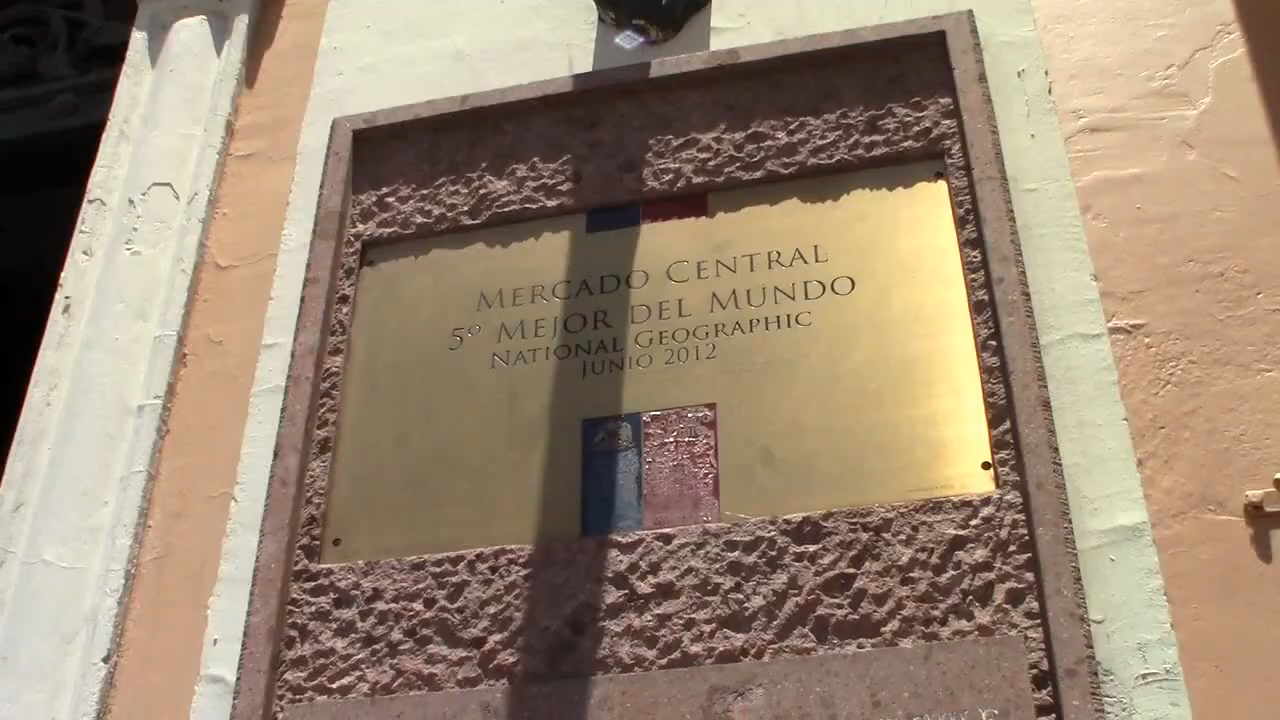 MERCADO CENTRAL
5º MEJOR DEL MUNDO
NATIONAL GEOGRAPHIC
JUNIO 2012